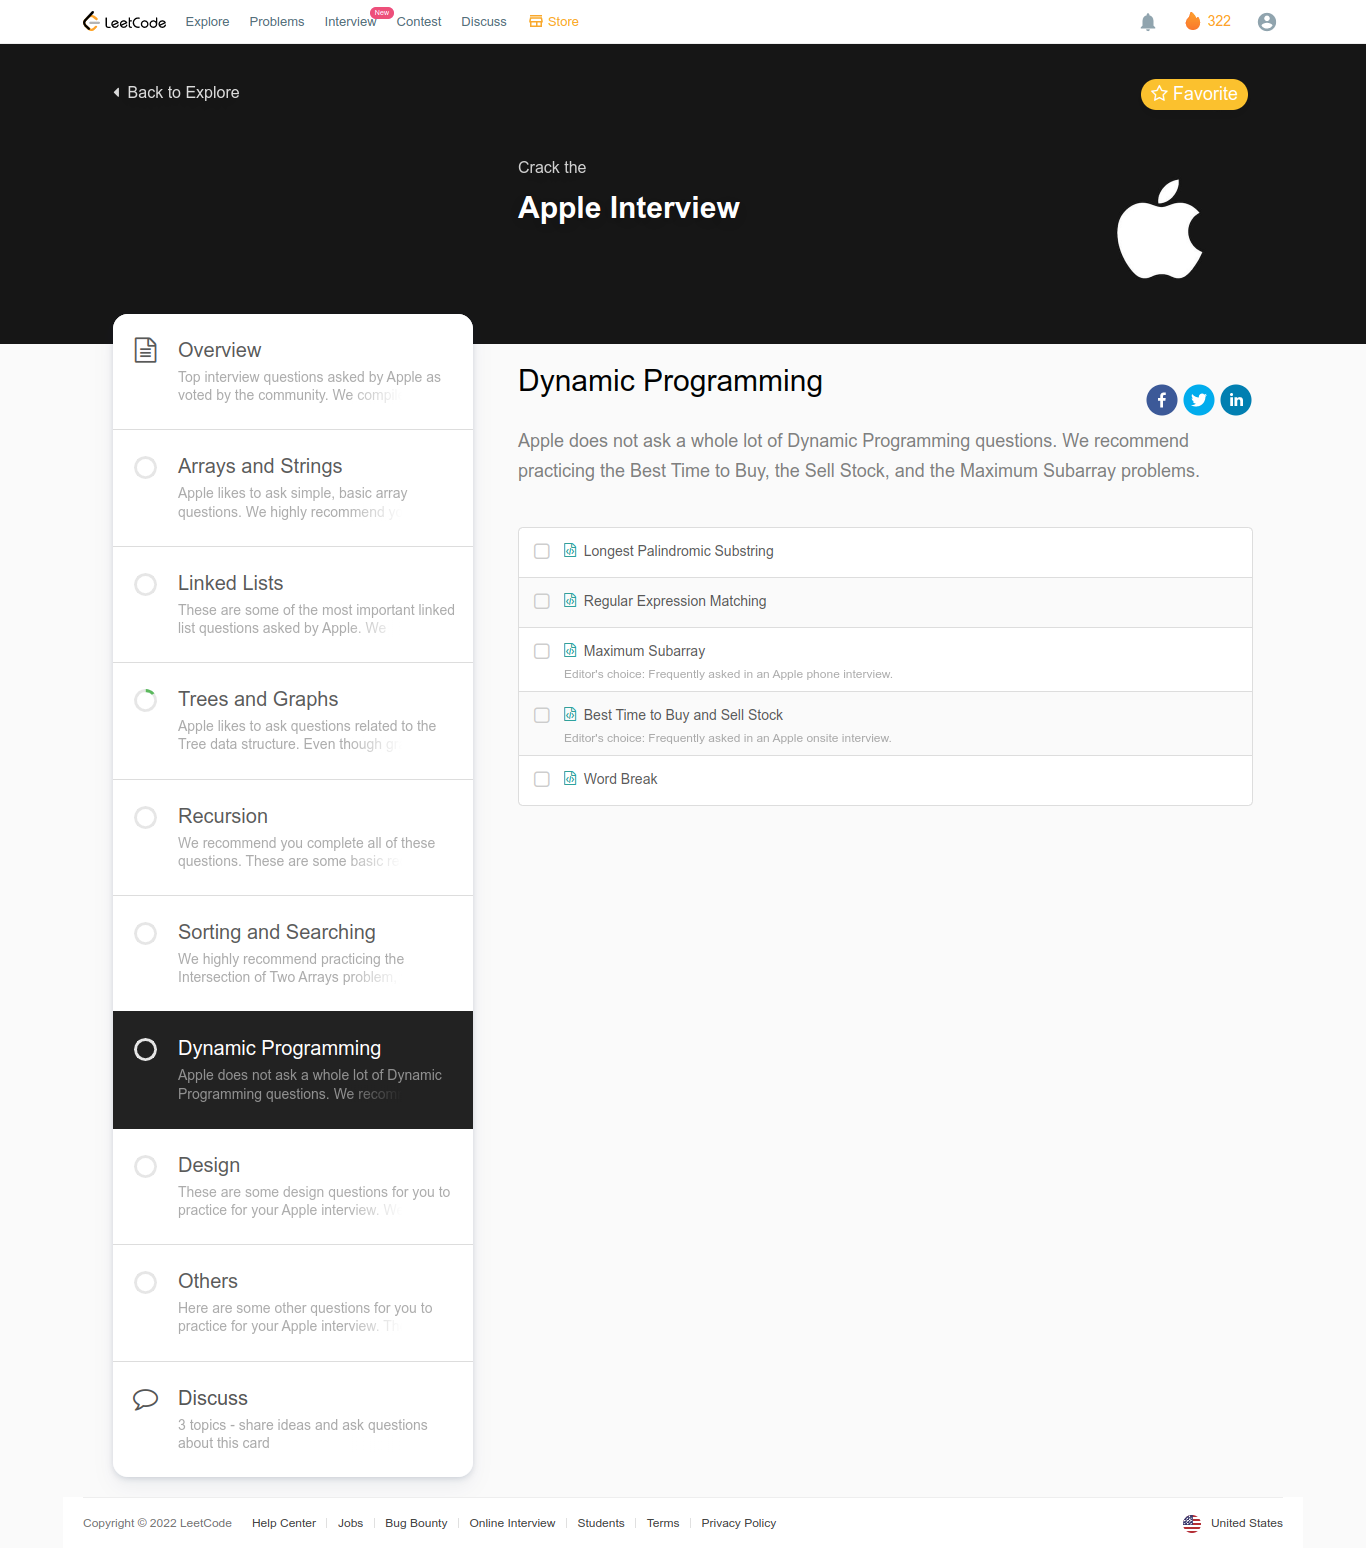 LeetCode
Explore
Problems
Interview
New
Contest
Discuss
Store
322
Back to Explore
Favorite
Crack the
Apple Interview
Overview
Top interview questions asked by Apple as
voted by the community. We
Arrays and Strings
Apple likes to ask simple, basic array
questions. We highly recommend
Linked Lists
These are some of the most important linked
list questions asked by Apple. We
Trees and Graphs
Apple likes to ask questions related to the
Tree data structure. Even though
Recursion
We recommend you complete all of these
questions. These are some basic
Sorting and Searching
We highly recommend practicing the
Intersection of Two Arrays problem.
Dynamic Programming
Apple does not ask a whole lot of Dynamic
Programming questions. We
Design
These are some design questions for you to
practice for your Apple interview.
Others
Here are some other questions for you to
practice for your Apple interview.
Discuss
3 topics - share ideas and ask questions
about this card
Dynamic Programming
Apple does not ask a whole lot of Dynamic Programming questions. We recommend
practicing the Best Time to Buy, the Sell Stock, and the Maximum Subarray problems.
Longest Palindromic Substring
Regular Expression Matching
Maximum Subarray
Editor's choice: Frequently asked in an Apple phone interview.
Best Time to Buy and Sell Stock
Editor's choice: Frequently asked in an Apple onsite interview.
Word Break
Copyright © 2022 LeetCode
Help Center
Jobs
Bug Bounty
Online Interview
Students
Terms
Privacy Policy
United States